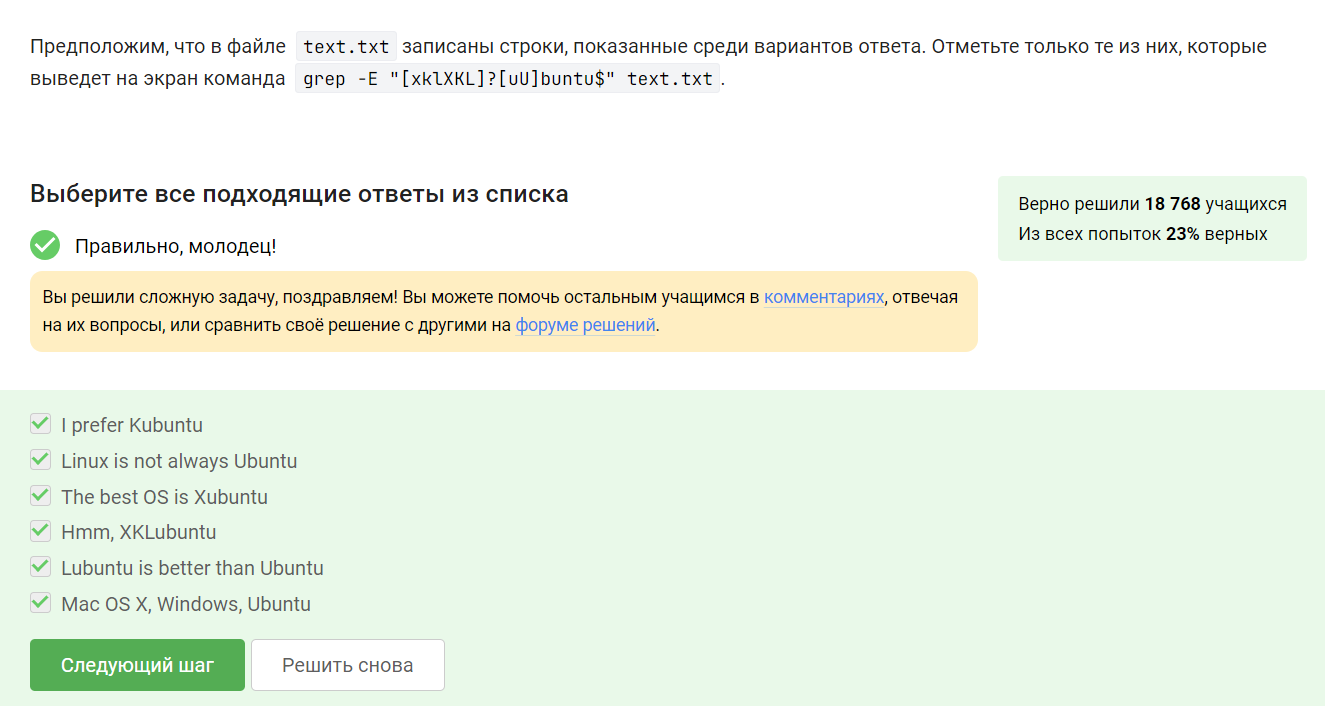 Предположим, что в файле text.txt записаны строки, показанные среди вариантов ответа. Отметьте только те из них, которые
выведет на экран команда grep -E "[xklXKL]?[uU]buntu$" text.txt.
Выберите все подходящие ответы из списка
Верно решили 18 768 учащихся
Из всех попыток 23% верных
Правильно, молодец!
Вы решили сложную задачу, поздравляем! Вы можете помочь остальным учащимся в комментариях, отвечая
на их вопросы, или сравнить своё решение с другими на форуме решений.
I prefer Kubuntu
Linux is not always Ubuntu
The best OS is Xubuntu
Hmm, XKLubuntu
Lubuntu is better than Ubuntu
Mac OS X, Windows, Ubuntu
Следующий шаг
Решить снова